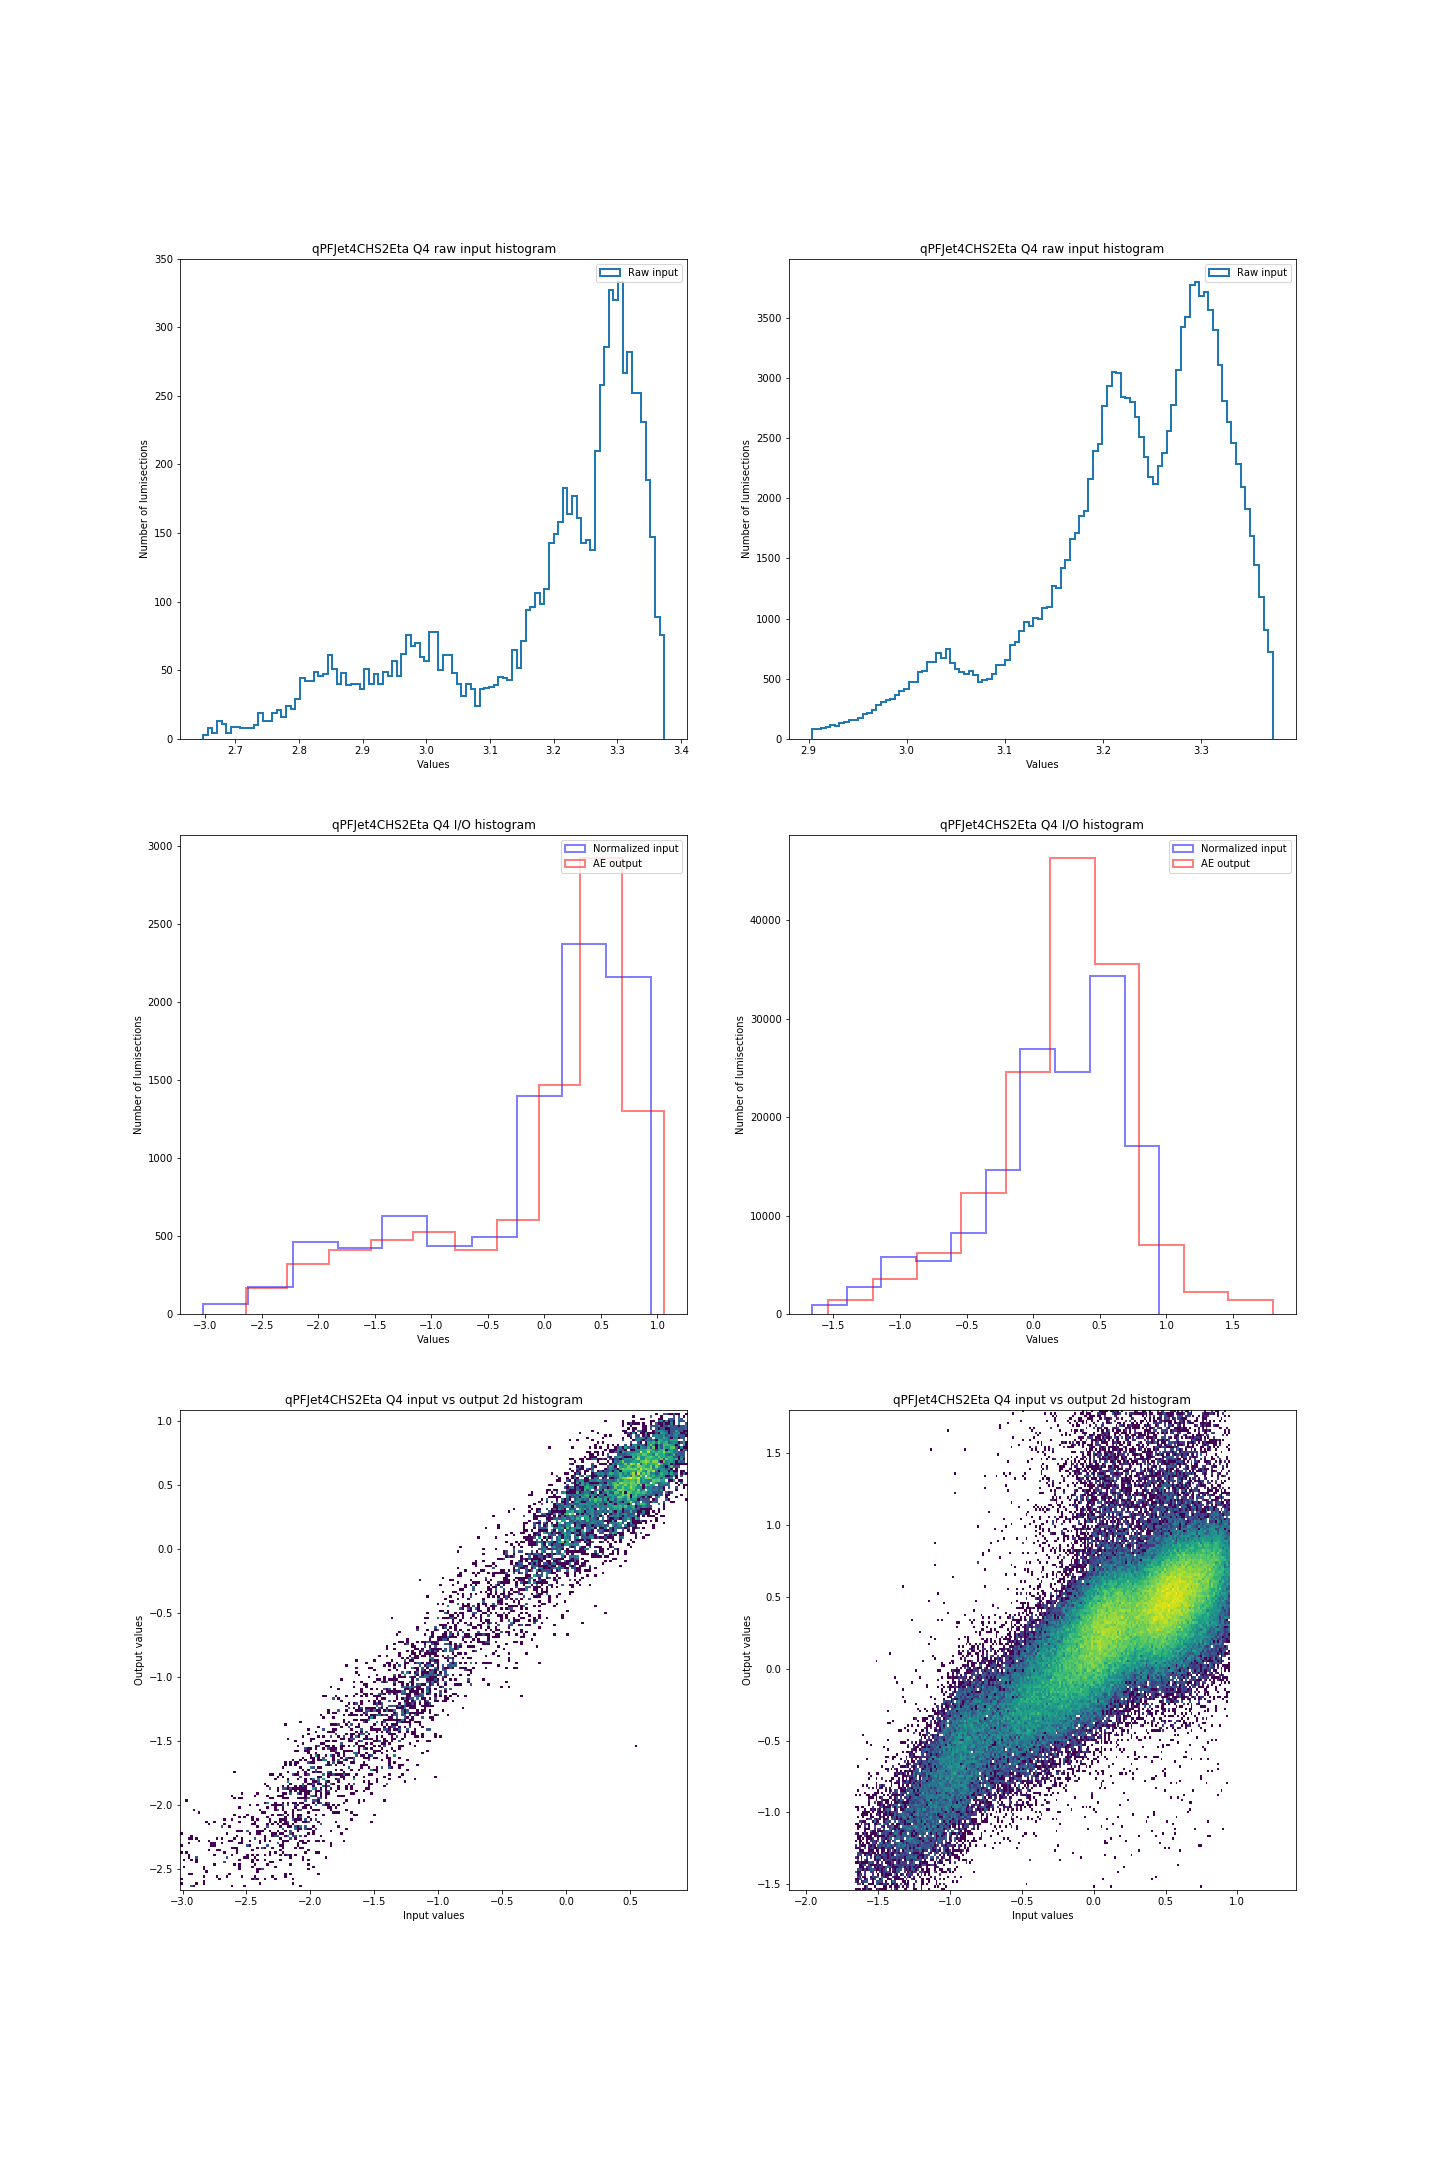 qPFJet4CHS2Eta Q4 raw input histogram
Raw input
350
300
250
200
150
100
50
0
Number of lumisections
2.7 2.8 2.9 3.0 3.1 3.2 3.3 3.4
Values
qPFJet4CHS2Eta Q4 raw input histogram
Raw input
3500
3000
2500
2000
1500
1000
500
0
Number of lumisections
2.9 3.0 3.1 3.2 3.3
Values
qPFJet4CHS2Eta Q4 I/O histogram
Normalized input
AE output
3000
2500
2000
1500
1000
500
0
Number of lumisections
−3.0 −2.5 −2.0 −1.5 −1.0 −0.5 0.0 0.5 1.0
Values
qPFJet4CHS2Eta Q4 I/O histogram
Normalized input
AE output
40000
30000
20000
10000
0
Number of lumisections
−1.5 −1.0 −0.5 0.0 0.5 1.0 1.5
Values
qPFJet4CHS2Eta Q4 input vs output 2d histogram
1.0
0.5
0.0
−0.5
−1.0
−1.5
−2.0
−2.5
Output values
−3.0 −2.5 −2.0 −1.5 −1.0 −0.5 0.0 0.5
Input values
qPFJet4CHS2Eta Q4 input vs output 2d histogram
1.5
1.0
0.5
0.0
−0.5
−1.0
−1.5
Output values
−2.0 −1.5 −1.0 −0.5 0.0 0.5 1.0
Input values